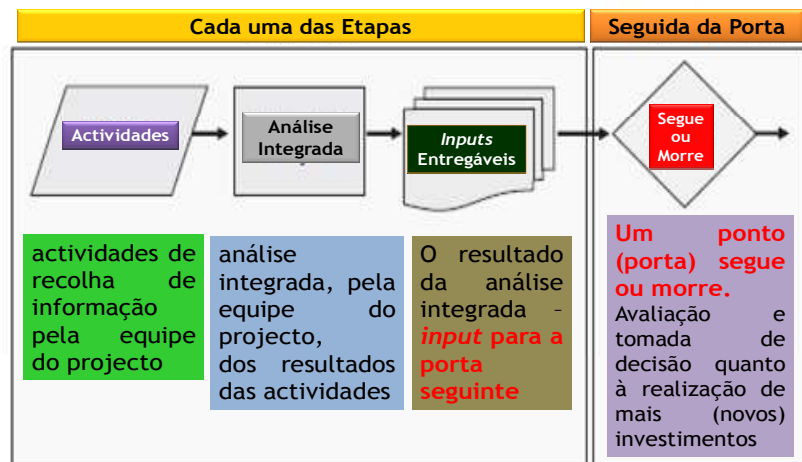 Cada uma das Etapas
Seguida da Porta
Actividades
Análise
Integrada
Inputs
Entregáveis
Segue
ou
Morre
actividades de
recolha de
informação
pela equipe
do projecto
análise
integrada, pela
equipe do
projecto,
dos resultados
das actividades
O resultado
da análise
integrada –
input para a
porta
seguinte
Um ponto
(porta) segue
ou morre.
Avaliação e
tomada de
decisão quanto
à realização de
mais (novos)
investimentos